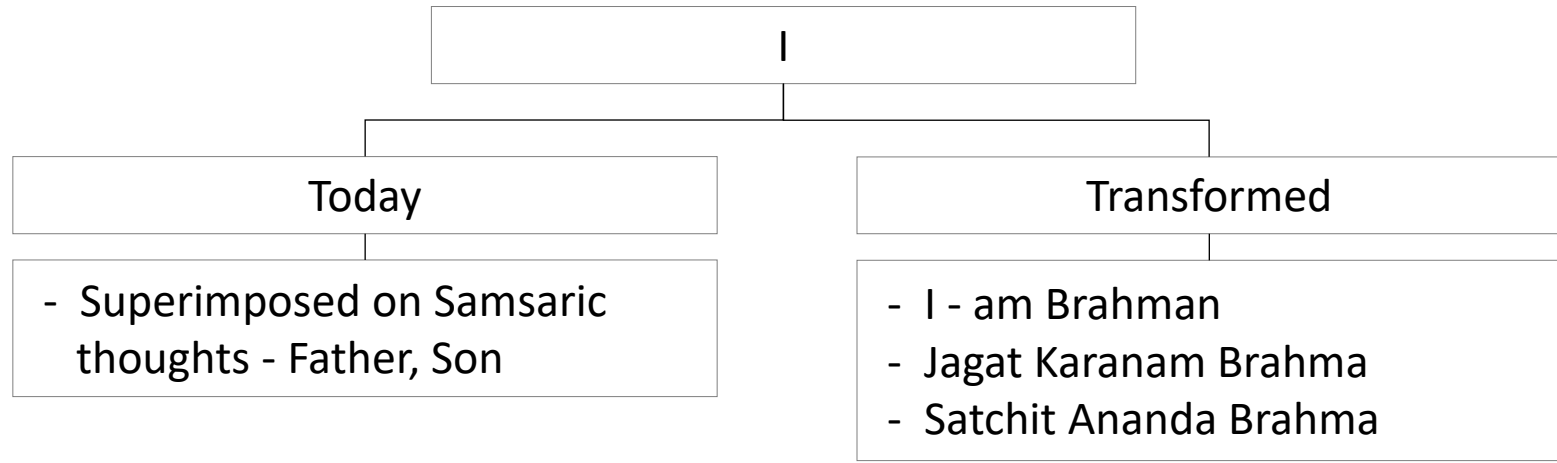 I
Today
Transformed
- Superimposed on Samsaric
thoughts - Father, Son
- I - am Brahman
- Jagat Karanam Brahma
- Satchit Ananda Brahma